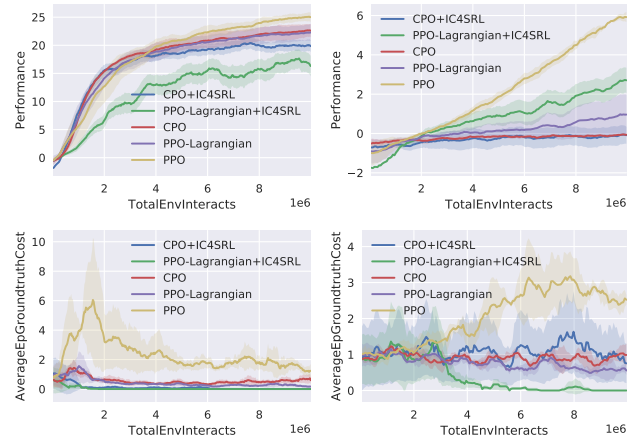 25
20
15
10
5
0
Performance
CPO+IC4SRL
PPO-Lagrangian+IC4SRL
CPO
PPO-Lagrangian
PPO
2 4 6 8
1e6
TotalEnvInteracts
6
4
2
0
−2
Performance
CPO+IC4SRL
PPO-Lagrangian+IC4SRL
CPO
PPO-Lagrangian
PPO
2 4 6 8
1e6
TotalEnvInteracts
10
8
6
4
2
0
AverageEpGroundtruthCost
CPO+IC4SRL
PPO-Lagrangian+IC4SRL
CPO
PPO-Lagrangian
PPO
2 4 6 8
1e6
TotalEnvInteracts
4
3
2
1
0
AverageEpGroundtruthCost
CPO+IC4SRL
PPO-Lagrangian+IC4SRL
CPO
PPO-Lagrangian
PPO
2 4 6 8
1e6
TotalEnvInteracts